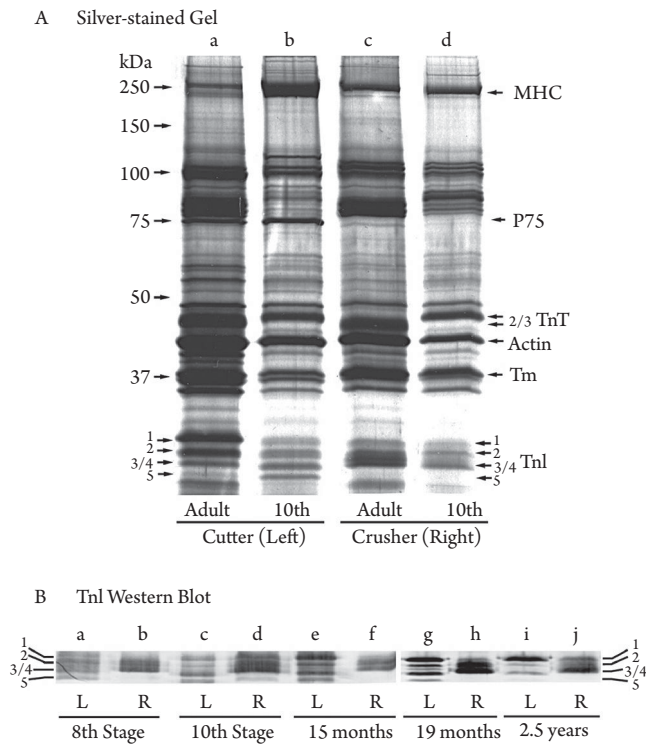 A Silver-stained Gel
a b c d
kDa
250
MHC
150
100
75
P75
50
2/3 TnT
Actin
37
Tm
1
1
2
2
3/4
3/4 Tnl
5
5
Adult 10th Adult 10th
Cutter (Left) Crusher (Right)
B Tnl Western Blot
a b c d e f g h i j
1
1
2
2
3/4
3/4
5
5
L R L R L R L R L R
8th Stage 10th Stage 15 months 19 months 2.5 years